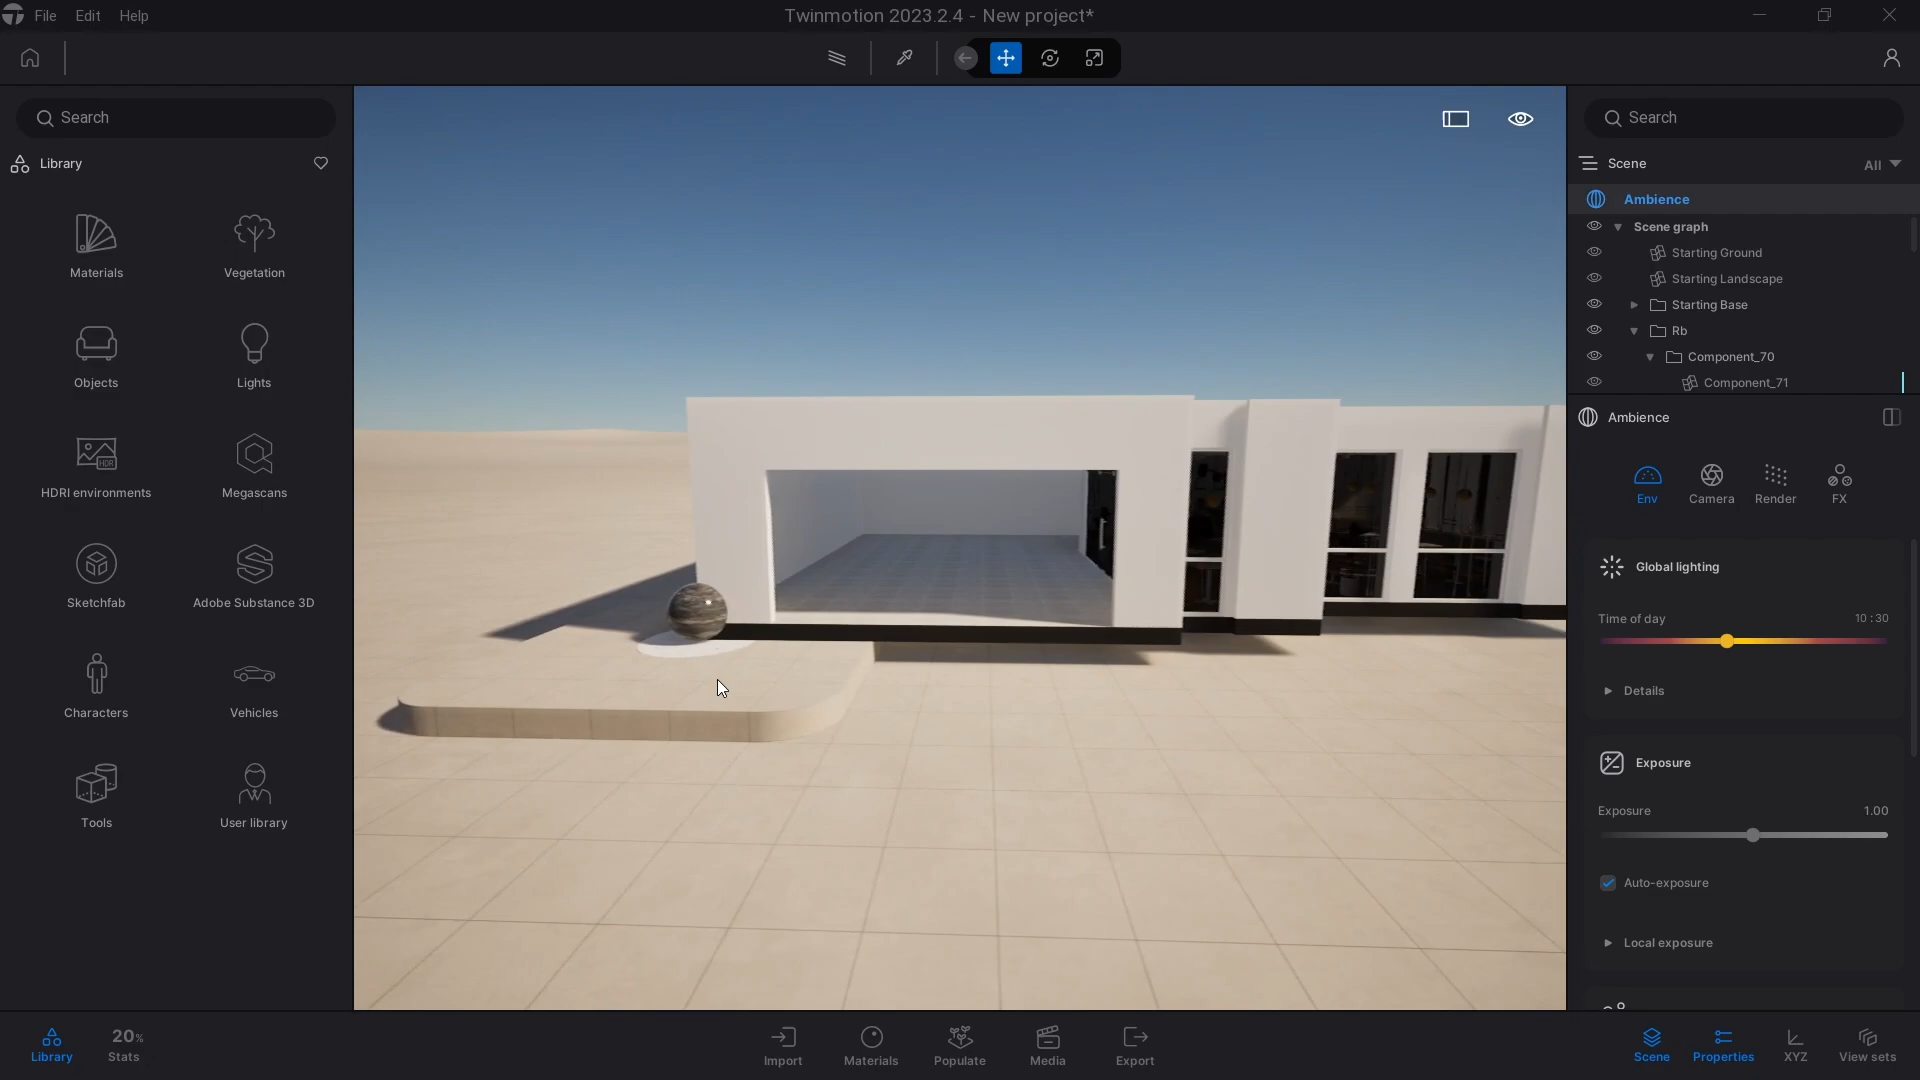 File Edit Help
Twinmotion 2023.2.4 - New project*
Search
Library
Materials
Vegetation
Objects
Lights
HDR
HDRI environments
Megascans
Sketchfab
Adobe Substance 3D
Characters
Vehicles
Tools
User library
Search
Scene
All
Ambience
Scene graph
Starting Ground
Starting Landscape
Starting Base
Rb
Component_70
Component_71
Ambience
Env
Camera
Render
FX
Global lighting
Time of day 10:30
Details
Exposure
Exposure 1.00
Auto-exposure
Local exposure
Library
20%
Stats
Import
Materials
Populate
Media
Export
Scene
Properties
XYZ
View sets